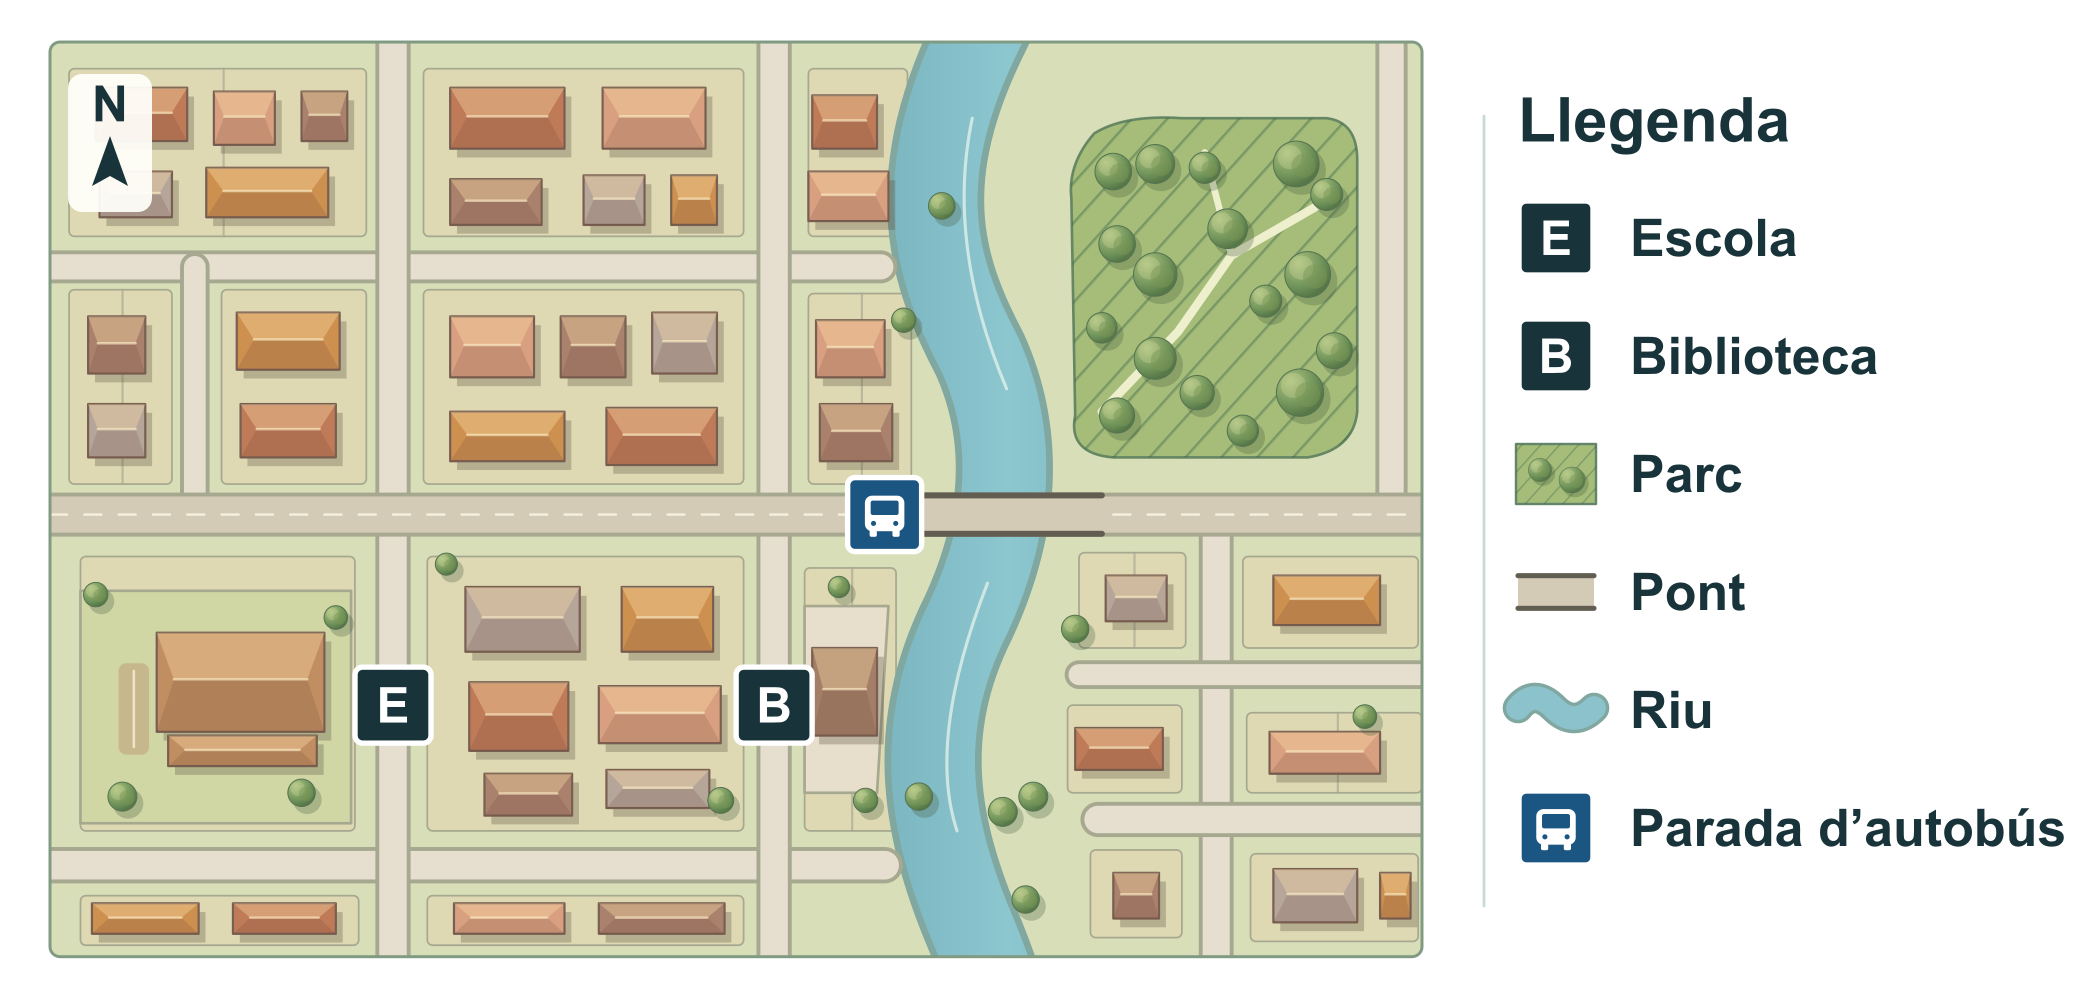 N
E
B
Llegenda
E Escola
B Biblioteca
Parc
Pont
Riu
Parada d’autobús